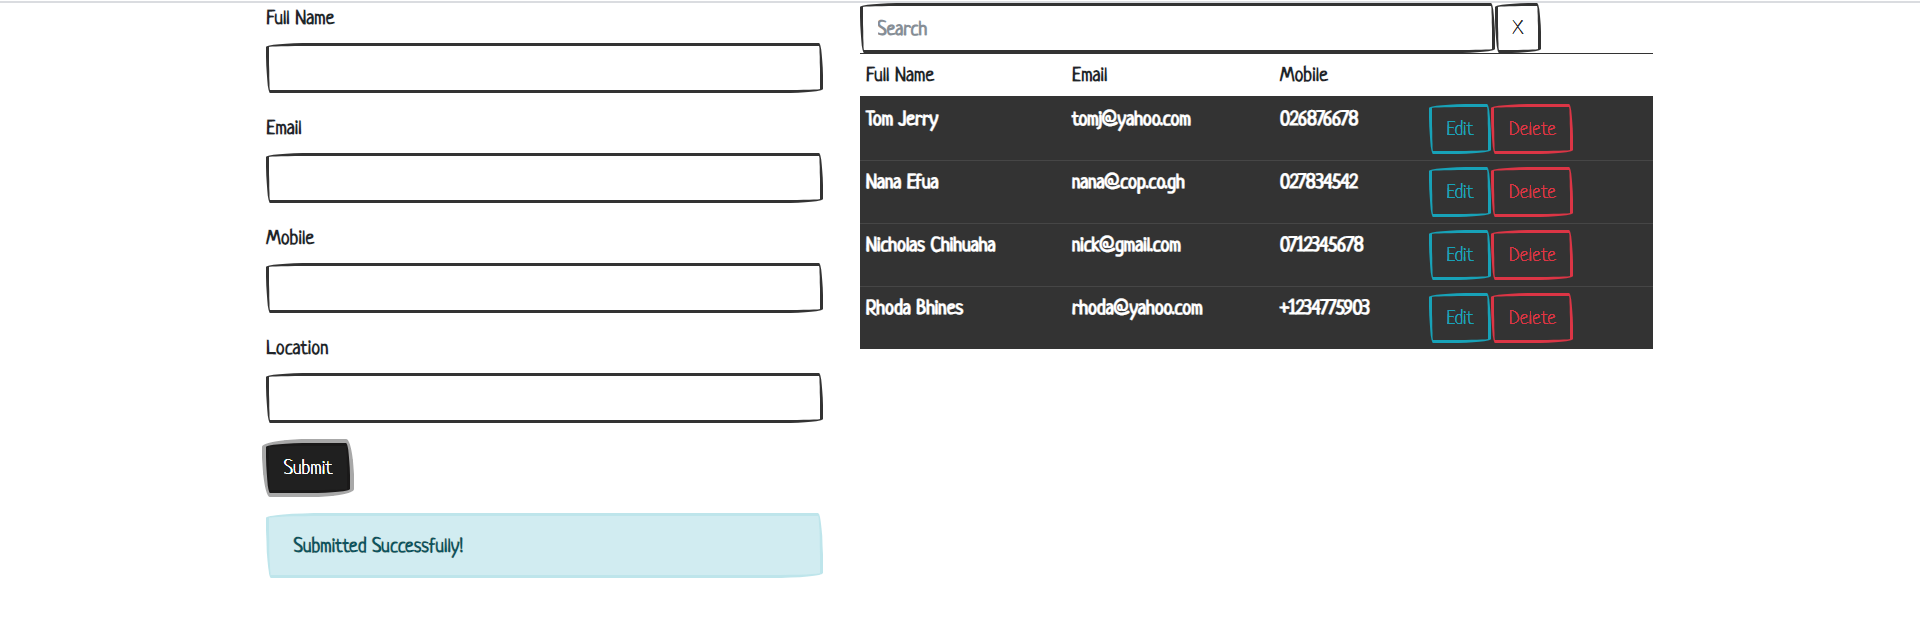 Full Name
Email
Mobile
Location
Submit
Submitted Successfully!
Search X
Full Name Email Mobile
Tom Jerry tomj@yahoo.com 026876678 Edit Delete
Nana Efua nana@cop.co.gh 027834542 Edit Delete
Nicholas Chihuaha nick@gmail.com 0712345678 Edit Delete
Rhoda Bhines rhoda@yahoo.com +1234775903 Edit Delete